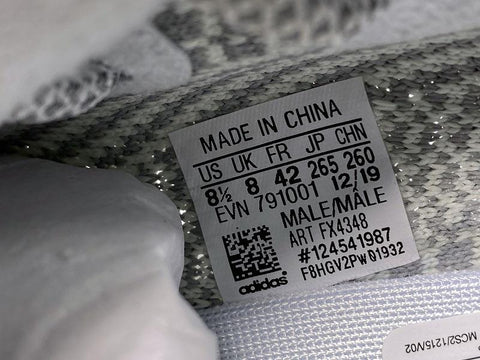 MADE IN CHINA
US UK FR JP CHN
8½ 8 42 265 260
EVN 791001 12/19
MALE/MÂLE
ART FX4348
#124541987
F8HGV2PW01932
adidas
MCS2/1215/V02